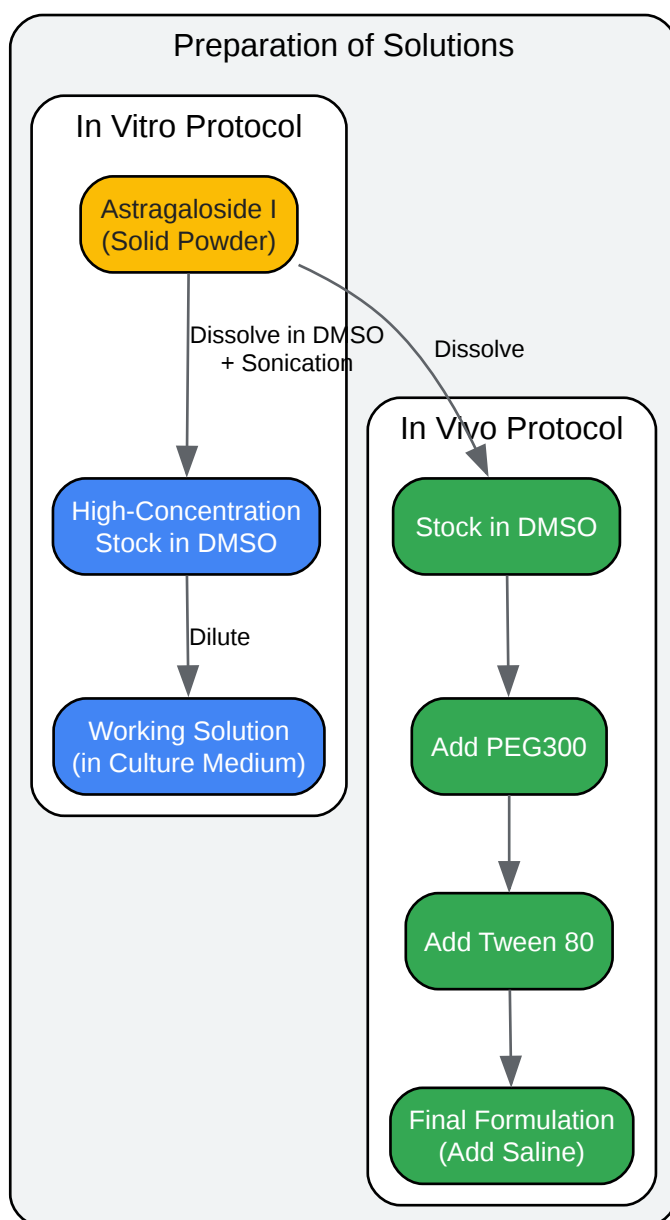 Preparation of Solutions
In Vitro Protocol
Astragaloside I
(Solid Powder)
Dissolve in DMSO
+ Sonication
High-Concentration
Stock in DMSO
Dilute
Working Solution
(in Culture Medium)
Dissolve
In Vivo Protocol
Stock in DMSO
Add PEG300
Add Tween 80
Final Formulation
(Add Saline)